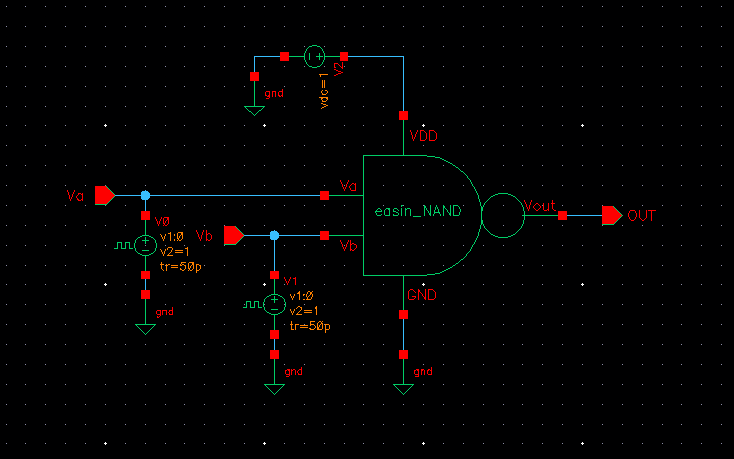 V2
vdc=1
gnd
VDD
Va
Va
easin_NAND
Vout
OUT
V0
v1:0
v2=1
tr=50p
gnd
Vb
Vb
V1
v1:0
v2=1
tr=50p
gnd
GND
gnd